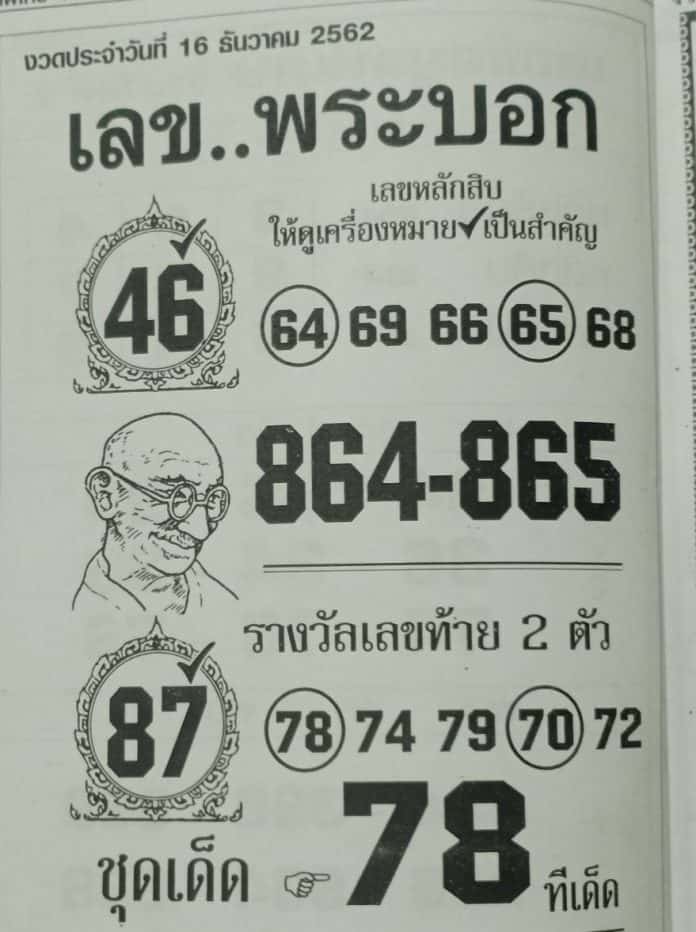 งวดประจำวันที่ 16 ธันวาคม 2562
เลข..พระบอก
เลขหลักสิบ
ให้ดูเครื่องหมาย✓เป็นสำคัญ
46
64 69 66 65 68
864-865
รางวัลเลขท้าย 2 ตัว
87
78 74 79 70 72
ชุดเด็ด ☞ 78 ทีเด็ด